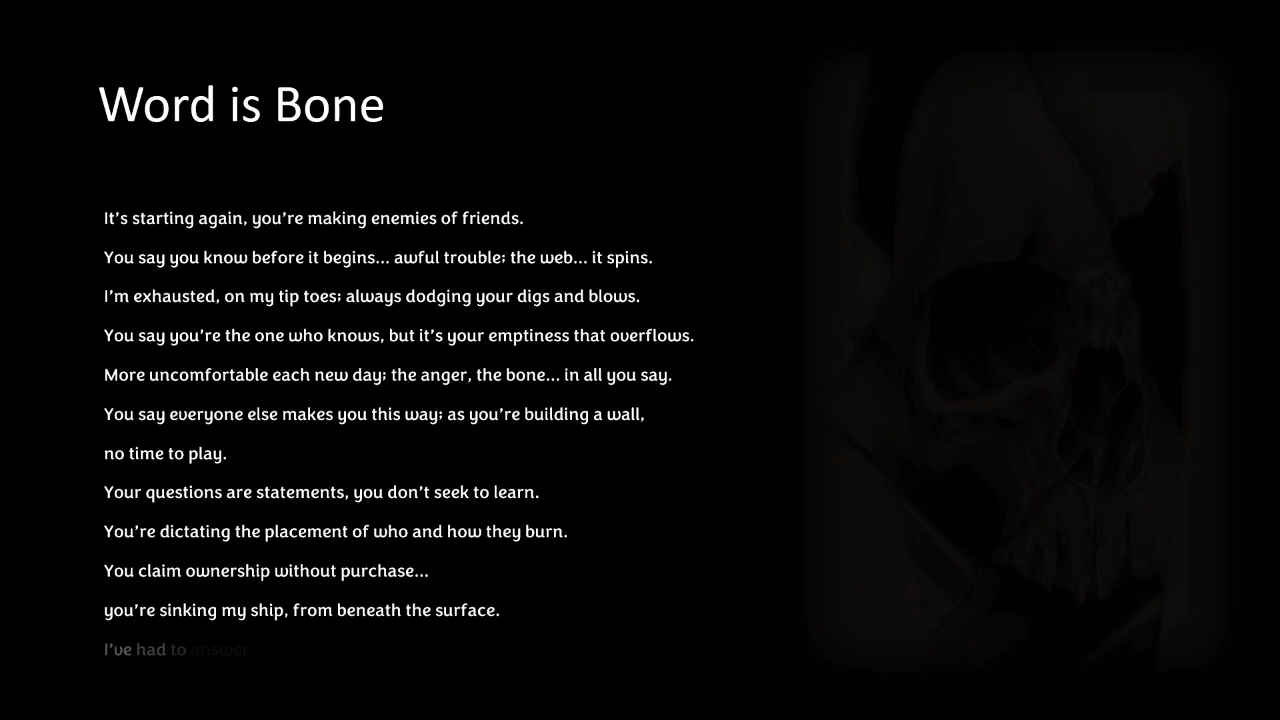 Word is Bone
It's starting again, you're making enemies of friends.
You say you know before it begins... awful trouble; the web... it spins.
I'm exhausted, on my tip toes; always dodging your digs and blows.
You say you're the one who knows, but it's your emptiness that overflows.
More uncomfortable each new day; the anger, the bone... in all you say.
You say everyone else makes you this way; as you're building a wall,
no time to play.
Your questions are statements, you don't seek to learn.
You're dictating the placement of who and how they burn.
You claim ownership without purchase...
you're sinking my ship, from beneath the surface.
I've had to answer